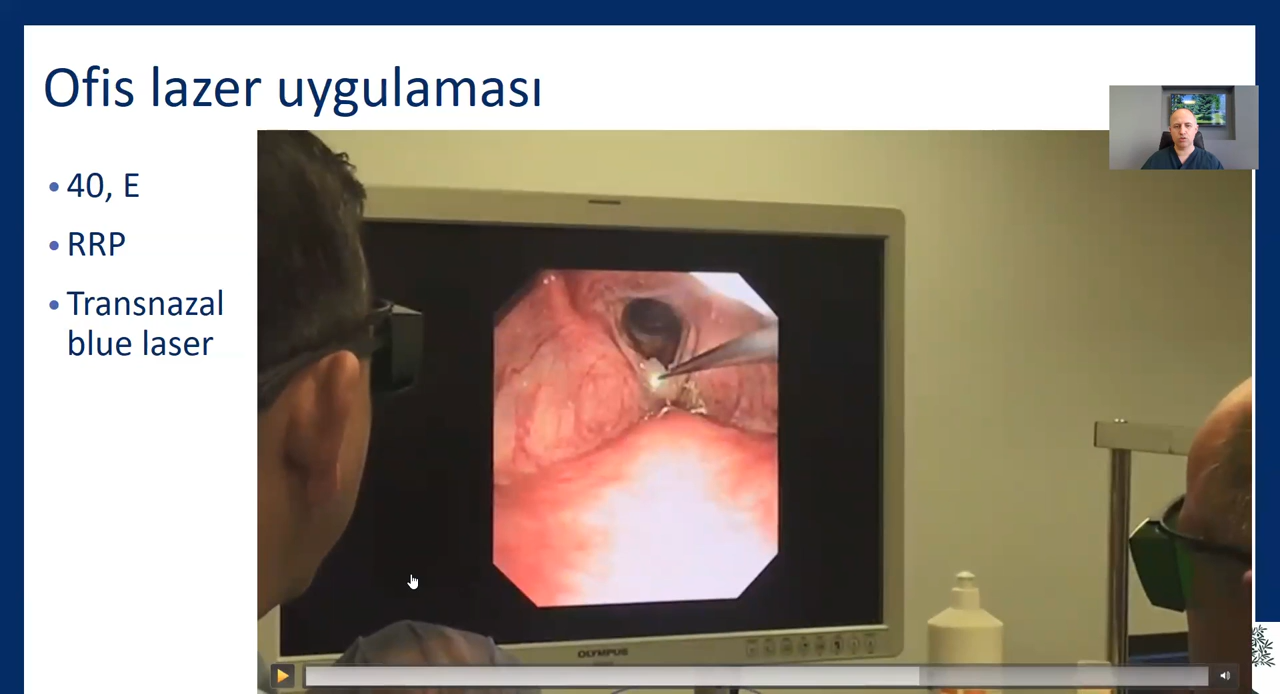 Ofis lazer uygulaması
• 40, E
• RRP
• Transnazal
blue laser
OLYMPUS